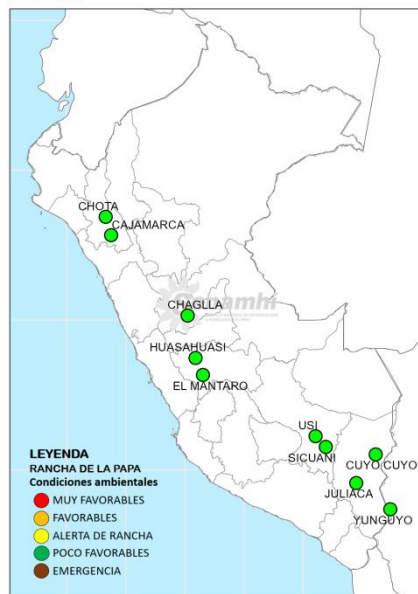 CHOTA
CAJAMARCA
CHAGLLA
HUASAHUASI
EL MANTARO
USI
SICUANI
CUYO CUYO
JULIACA
YUNGUYO
LEYENDA
RANCHA DE LA PAPA
Condiciones ambientales
MUY FAVORABLES
FAVORABLES
ALERTA DE RANCHA
POCO FAVORABLES
EMERGENCIA